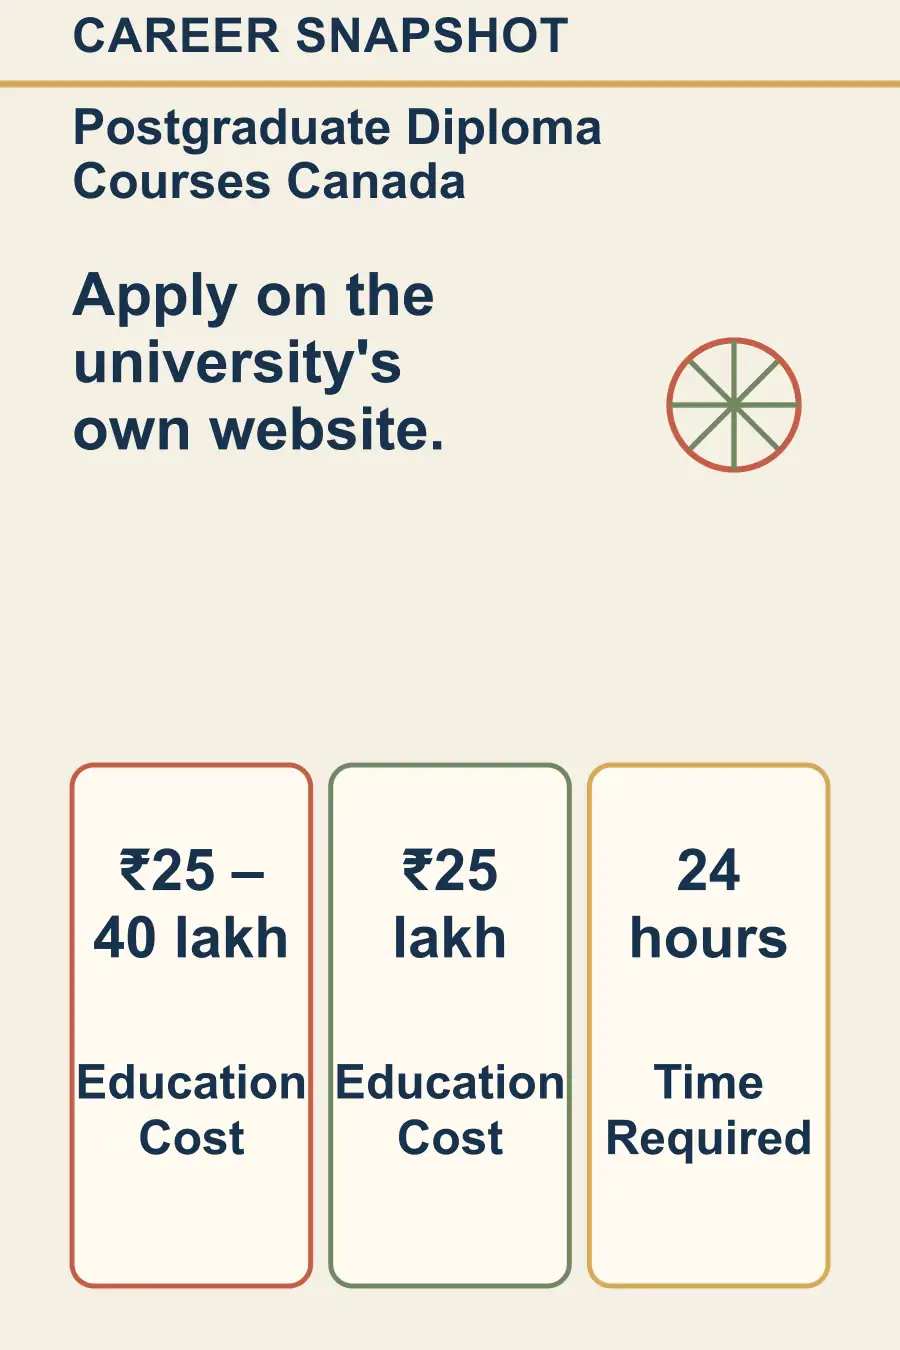 CAREER SNAPSHOT
Postgraduate Diploma
Courses Canada
Apply on the
university's
own website.
₹25 –
40 lakh
Education
Cost
₹25
lakh
Education
Cost
24
hours
Time
Required